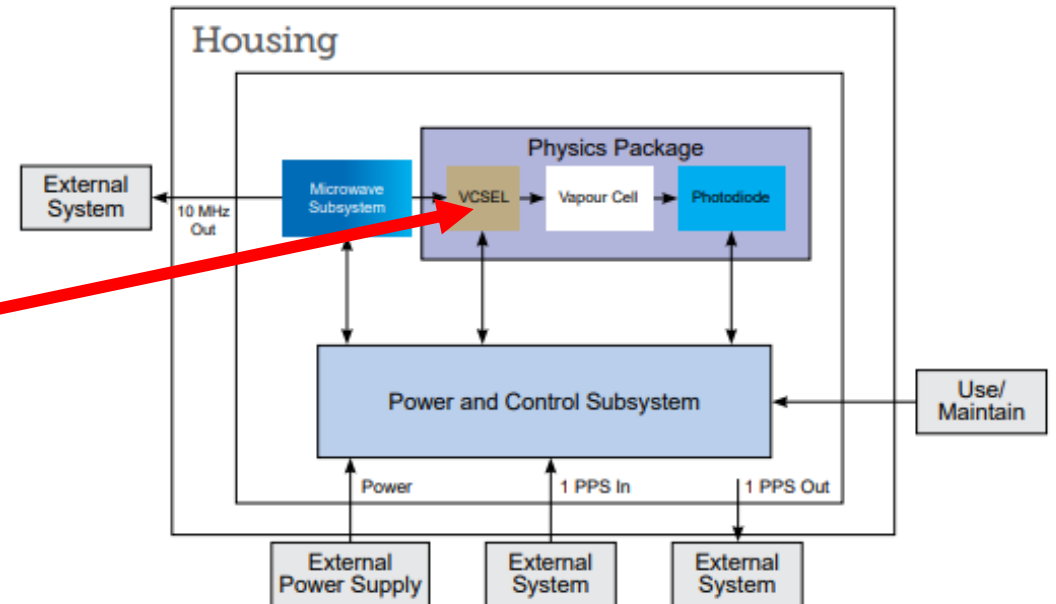 Housing
Physics Package
External
System
10 MHz
Out
Microwave
Subsystem
VCSEL
Vapour Cell
Photodiode
Power and Control Subsystem
Use/
Maintain
Power
1 PPS In
1 PPS Out
External
Power Supply
External
System
External
System